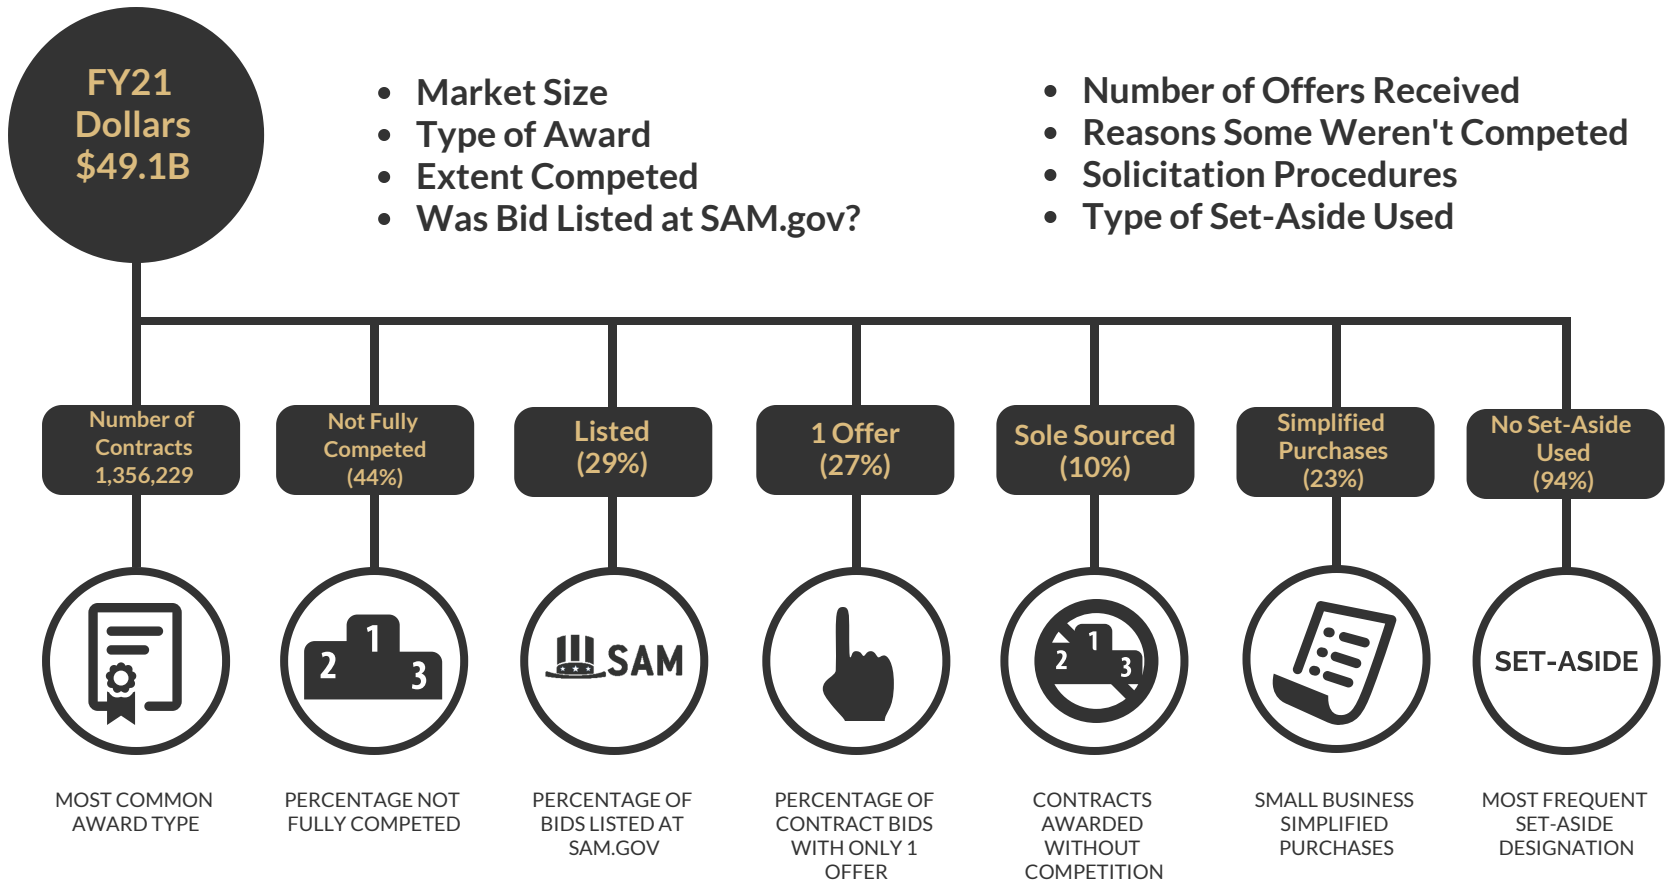 FY21
Dollars
$49.1B
• Market Size
• Type of Award
• Extent Competed
• Was Bid Listed at SAM.gov?
• Number of Offers Received
• Reasons Some Weren't Competed
• Solicitation Procedures
• Type of Set-Aside Used
Number of
Contracts
1,356,229
Not Fully
Competed
(44%)
Listed
(29%)
1 Offer
(27%)
Sole Sourced
(10%)
Simplified
Purchases
(23%)
No Set-Aside
Used
(94%)
1
2
3
SAM
1
2
3
SET-ASIDE
MOST COMMON
AWARD TYPE
PERCENTAGE NOT
FULLY COMPETED
PERCENTAGE OF
BIDS LISTED AT
SAM.GOV
PERCENTAGE OF
CONTRACT BIDS
WITH ONLY 1
OFFER
CONTRACTS
AWARDED
WITHOUT
COMPETITION
SMALL BUSINESS
SIMPLIFIED
PURCHASES
MOST FREQUENT
SET-ASIDE
DESIGNATION